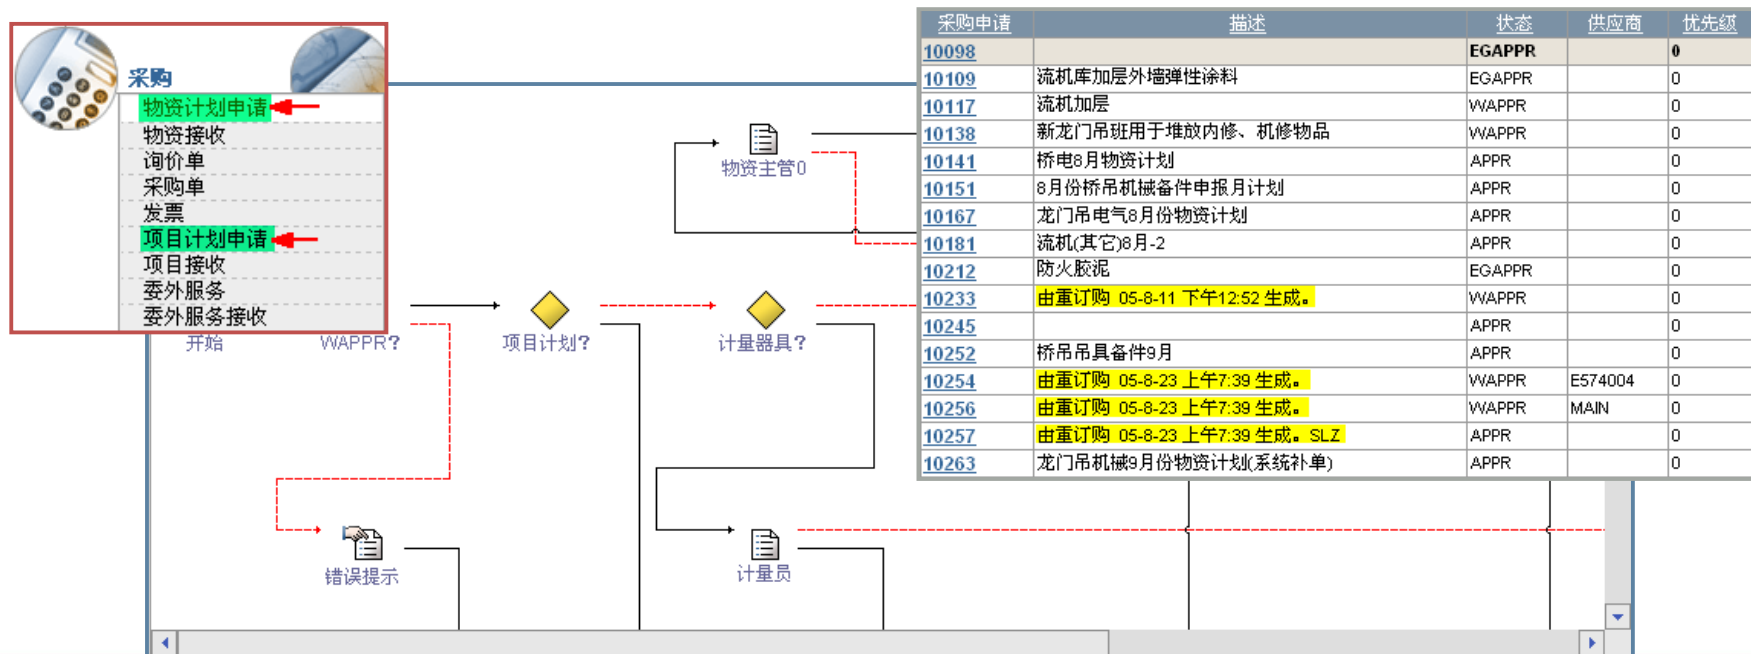 采购
物资计划申请
物资接收
询价单
采购单
发票
项目计划申请
项目接收
委外服务
委外服务接收
物资主管0
开始
WAPPR?
项目计划?
计量器具?
错误提示
计量员
采购申请 描述 状态 供应商 优先级
10098 EGAPPR 0
10109 流机库加层外墙弹性涂料 EGAPPR 0
10117 流机加层 WAPPR 0
10138 新龙门吊班用于堆放内修、机修物品 WAPPR 0
10141 桥电8月物资计划 APPR 0
10151 8月份桥吊机械备件申报月计划 APPR 0
10167 龙门吊电气8月份物资计划 APPR 0
10181 流机(其它)8月-2 APPR 0
10212 防火胶泥 EGAPPR 0
10233 由重订购 05-8-11 下午12:52 生成。 WAPPR 0
10245 APPR 0
10252 桥吊吊具备件9月 APPR 0
10254 由重订购 05-8-23 上午7:39 生成。 WAPPR E574004 0
10256 由重订购 05-8-23 上午7:39 生成。 WAPPR MAIN 0
10257 由重订购 05-8-23 上午7:39 生成。SLZ APPR 0
10263 龙门吊机械9月份物资计划(系统补单) APPR 0